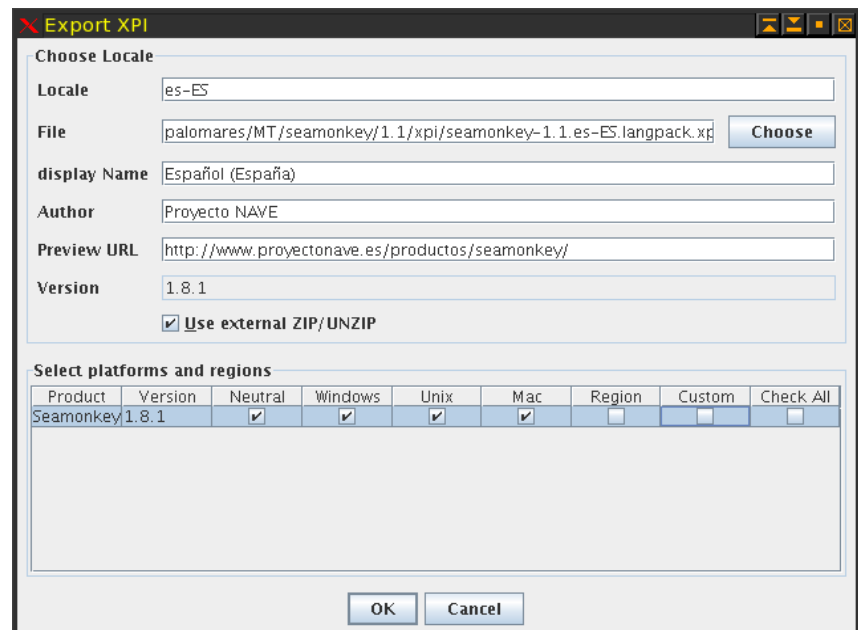 Export XPI
Choose Locale
Locale es-ES
File palomares/MT/seamonkey/1.1/xpi/seamonkey-1.1.es-ES.langpack.xp Choose
display Name Español (España)
Author Proyecto NAVE
Preview URL http://www.proyectonave.es/productos/seamonkey/
Version 1.8.1
Use external ZIP/UNZIP
Select platforms and regions
Product Version Neutral Windows Unix Mac Region Custom Check All
Seamonkey 1.8.1
OK Cancel